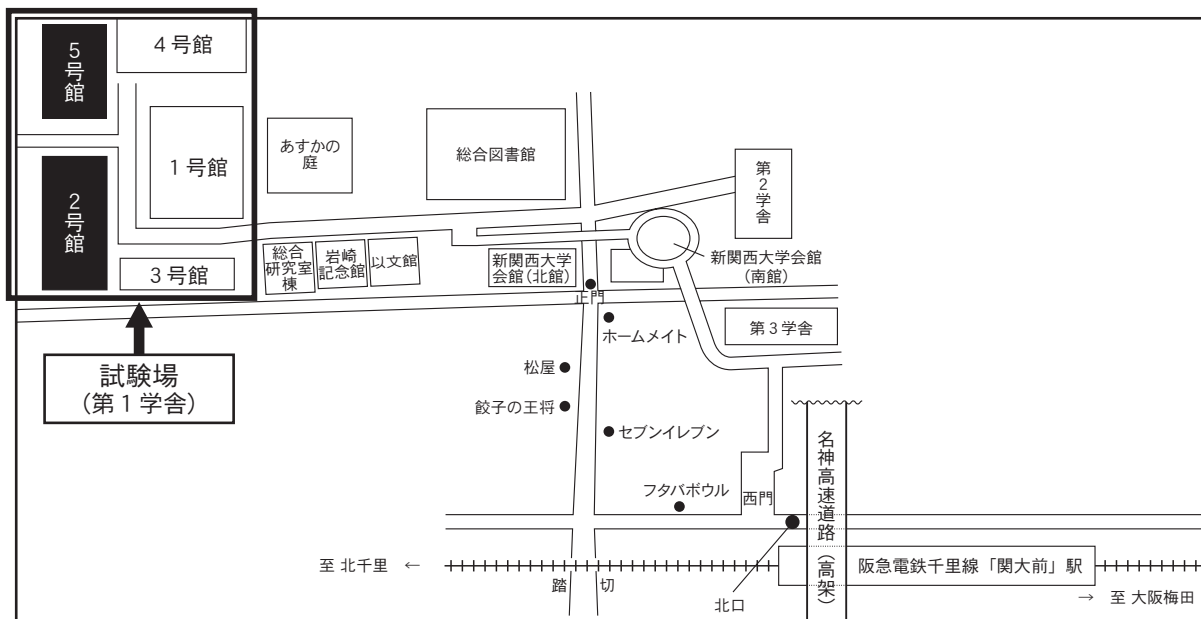 5号館
4号館
1号館
2号館
3号館
試験場
(第1学舎)
あすかの
庭
総合図書館
第2学舎
総合
研究室
棟
岩崎
記念館
以文館
新関西大学
会館(北館)
新関西大学会館
(南館)
正門
ホームメイト
第3学舎
松屋
餃子の王将
セブンイレブン
フタバボウル
西門
名神高速道路(高架)
至 北千里 ←
踏切
北口
阪急電鉄千里線「関大前」駅
→ 至 大阪梅田